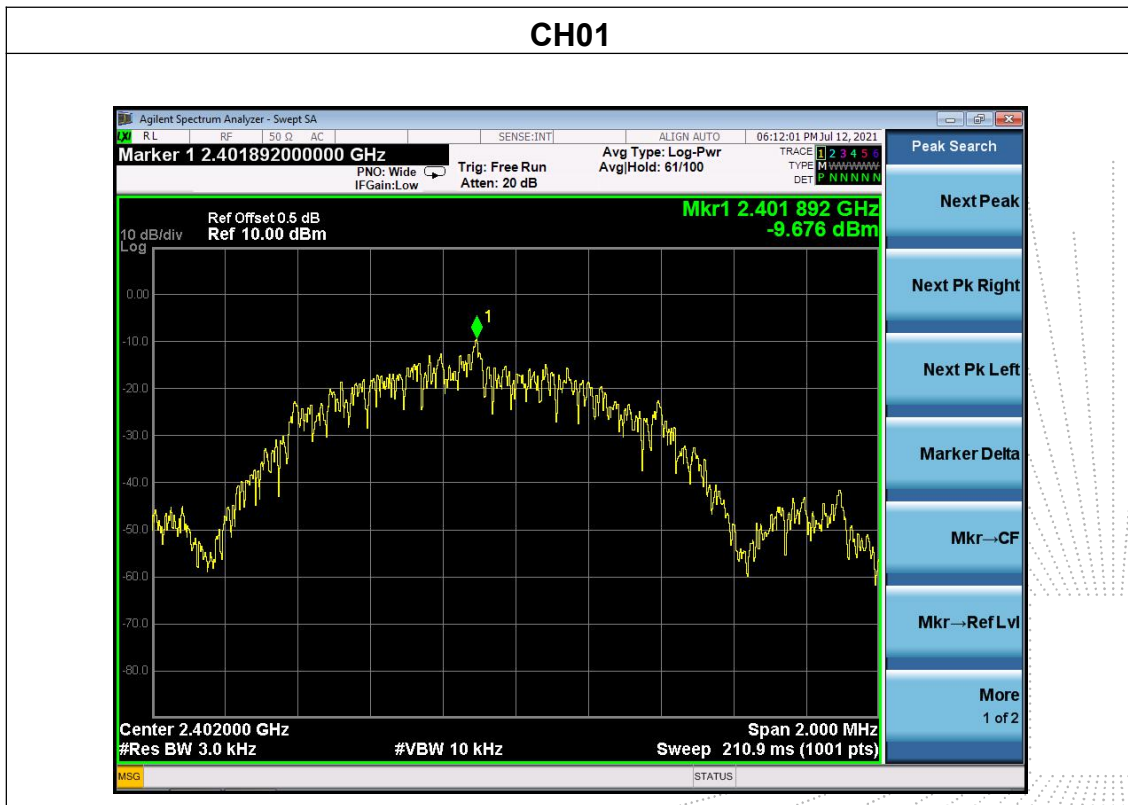 CH01
Agilent Spectrum Analyzer - Swept SA
LXI RL RF 50 Ω AC SENSE:INT ALIGN AUTO 06:12:01 PM Jul 12, 2021
Marker 1 2.401892000000 GHz
PNO: Wide
IFGain:Low
Trig: Free Run
Atten: 20 dB
Avg Type: Log-Pwr
Avg|Hold: 61/100
TRACE 1 2 3 4 5 6
TYPE M W W W W W
DET P N N N N N
Mkr1 2.401 892 GHz
-9.676 dBm
Ref Offset 0.5 dB
10 dB/div Ref 10.00 dBm
Log
0.00
-10.0
-20.0
-30.0
-40.0
-50.0
-60.0
-70.0
-80.0
1
Center 2.402000 GHz Span 2.000 MHz
#Res BW 3.0 kHz #VBW 10 kHz Sweep 210.9 ms (1001 pts)
MSG STATUS
Peak Search
Next Peak
Next Pk Right
Next Pk Left
Marker Delta
Mkr→CF
Mkr→Ref Lvl
More
1 of 2